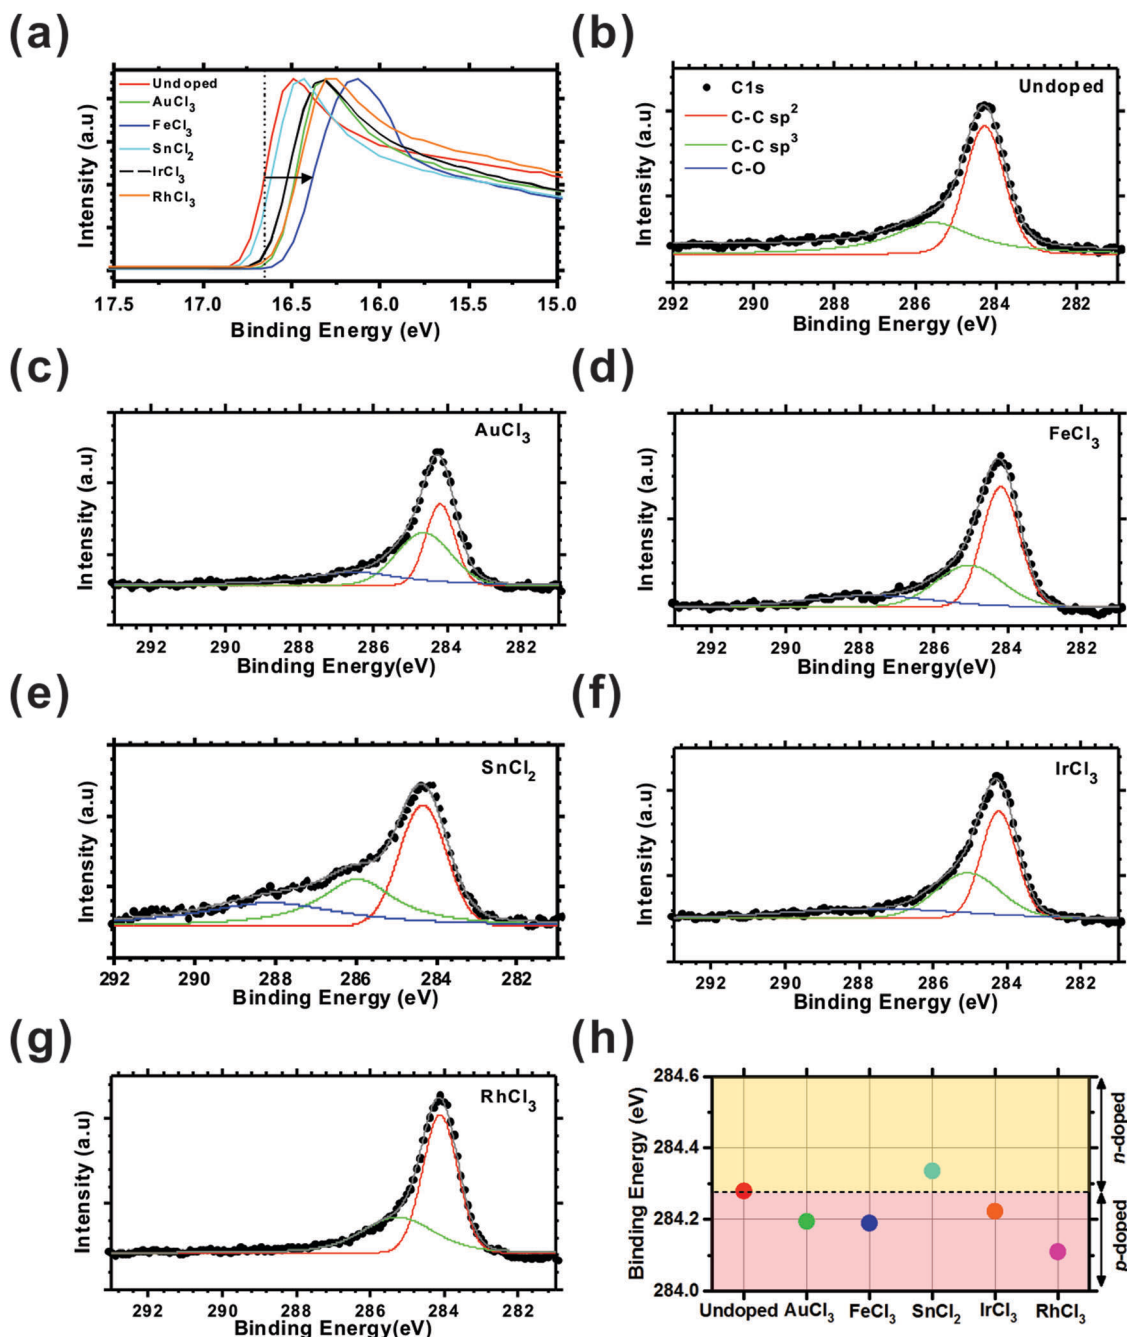 (a)
Undoped
AuCl3
FeCl3
SnCl2
IrCl3
RhCl3
Intensity (a.u)
17.5 17.0 16.5 16.0 15.5 15.0
Binding Energy (eV)
(b)
C1s
C-C sp2
C-C sp3
C-O
Undoped
Intensity (a.u)
292 290 288 286 284 282
Binding Energy (eV)
(c)
AuCl3
Intensity (a.u)
292 290 288 286 284 282
Binding Energy(eV)
(d)
FeCl3
Intensity (a.u)
292 290 288 286 284 282
Binding Energy(eV)
(e)
SnCl2
Intensity (a.u)
292 290 288 286 284 282
Binding Energy (eV)
(f)
IrCl3
Intensity (a.u)
292 290 288 286 284 282
Binding Energy (eV)
(g)
RhCl3
Intensity (a.u)
292 290 288 286 284 282
Binding Energy (eV)
(h)
Binding Energy (eV)
284.6
284.4
284.2
284.0
n-doped
p-doped
Undoped AuCl3 FeCl3 SnCl2 IrCl3 RhCl3